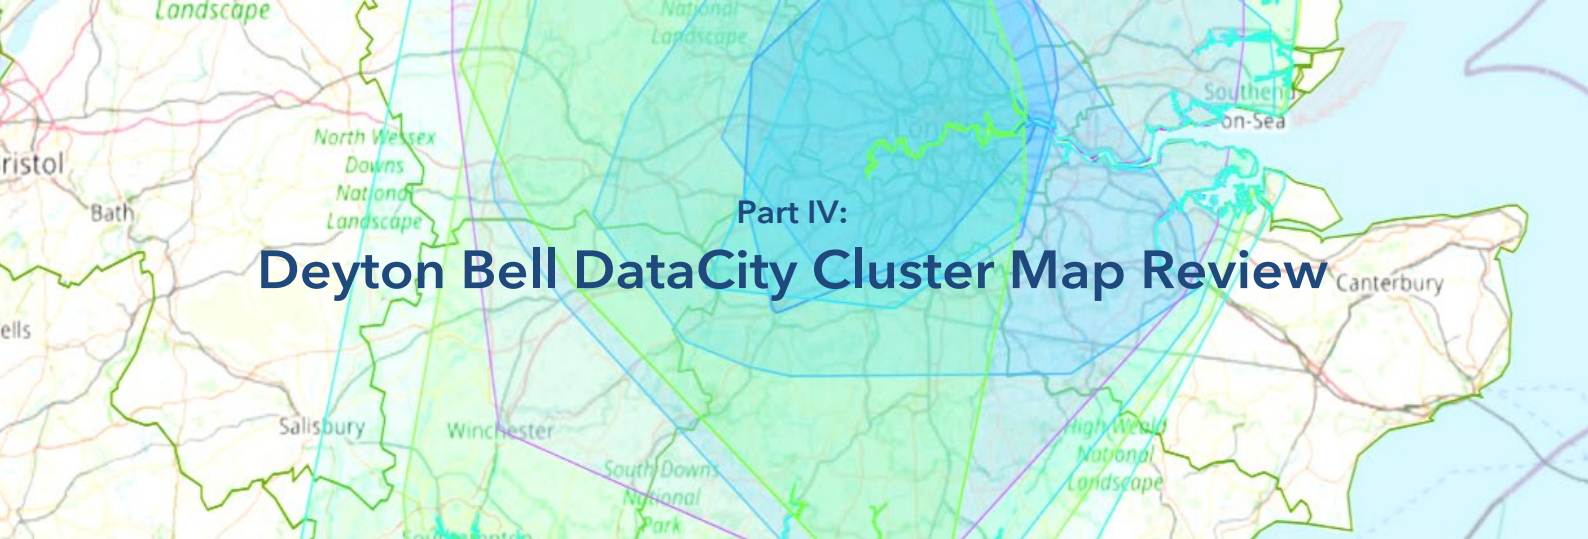 Landscape
National
Landscape
Southend-
on-Sea
North Wessex
Downs
National
Landscape
ristol
Bath
Part IV:
Deyton Bell DataCity Cluster Map Review
Canterbury
ells
Salisbury
Winchester
High Weald
National
Landscape
South Downs
National
Park
Southampton